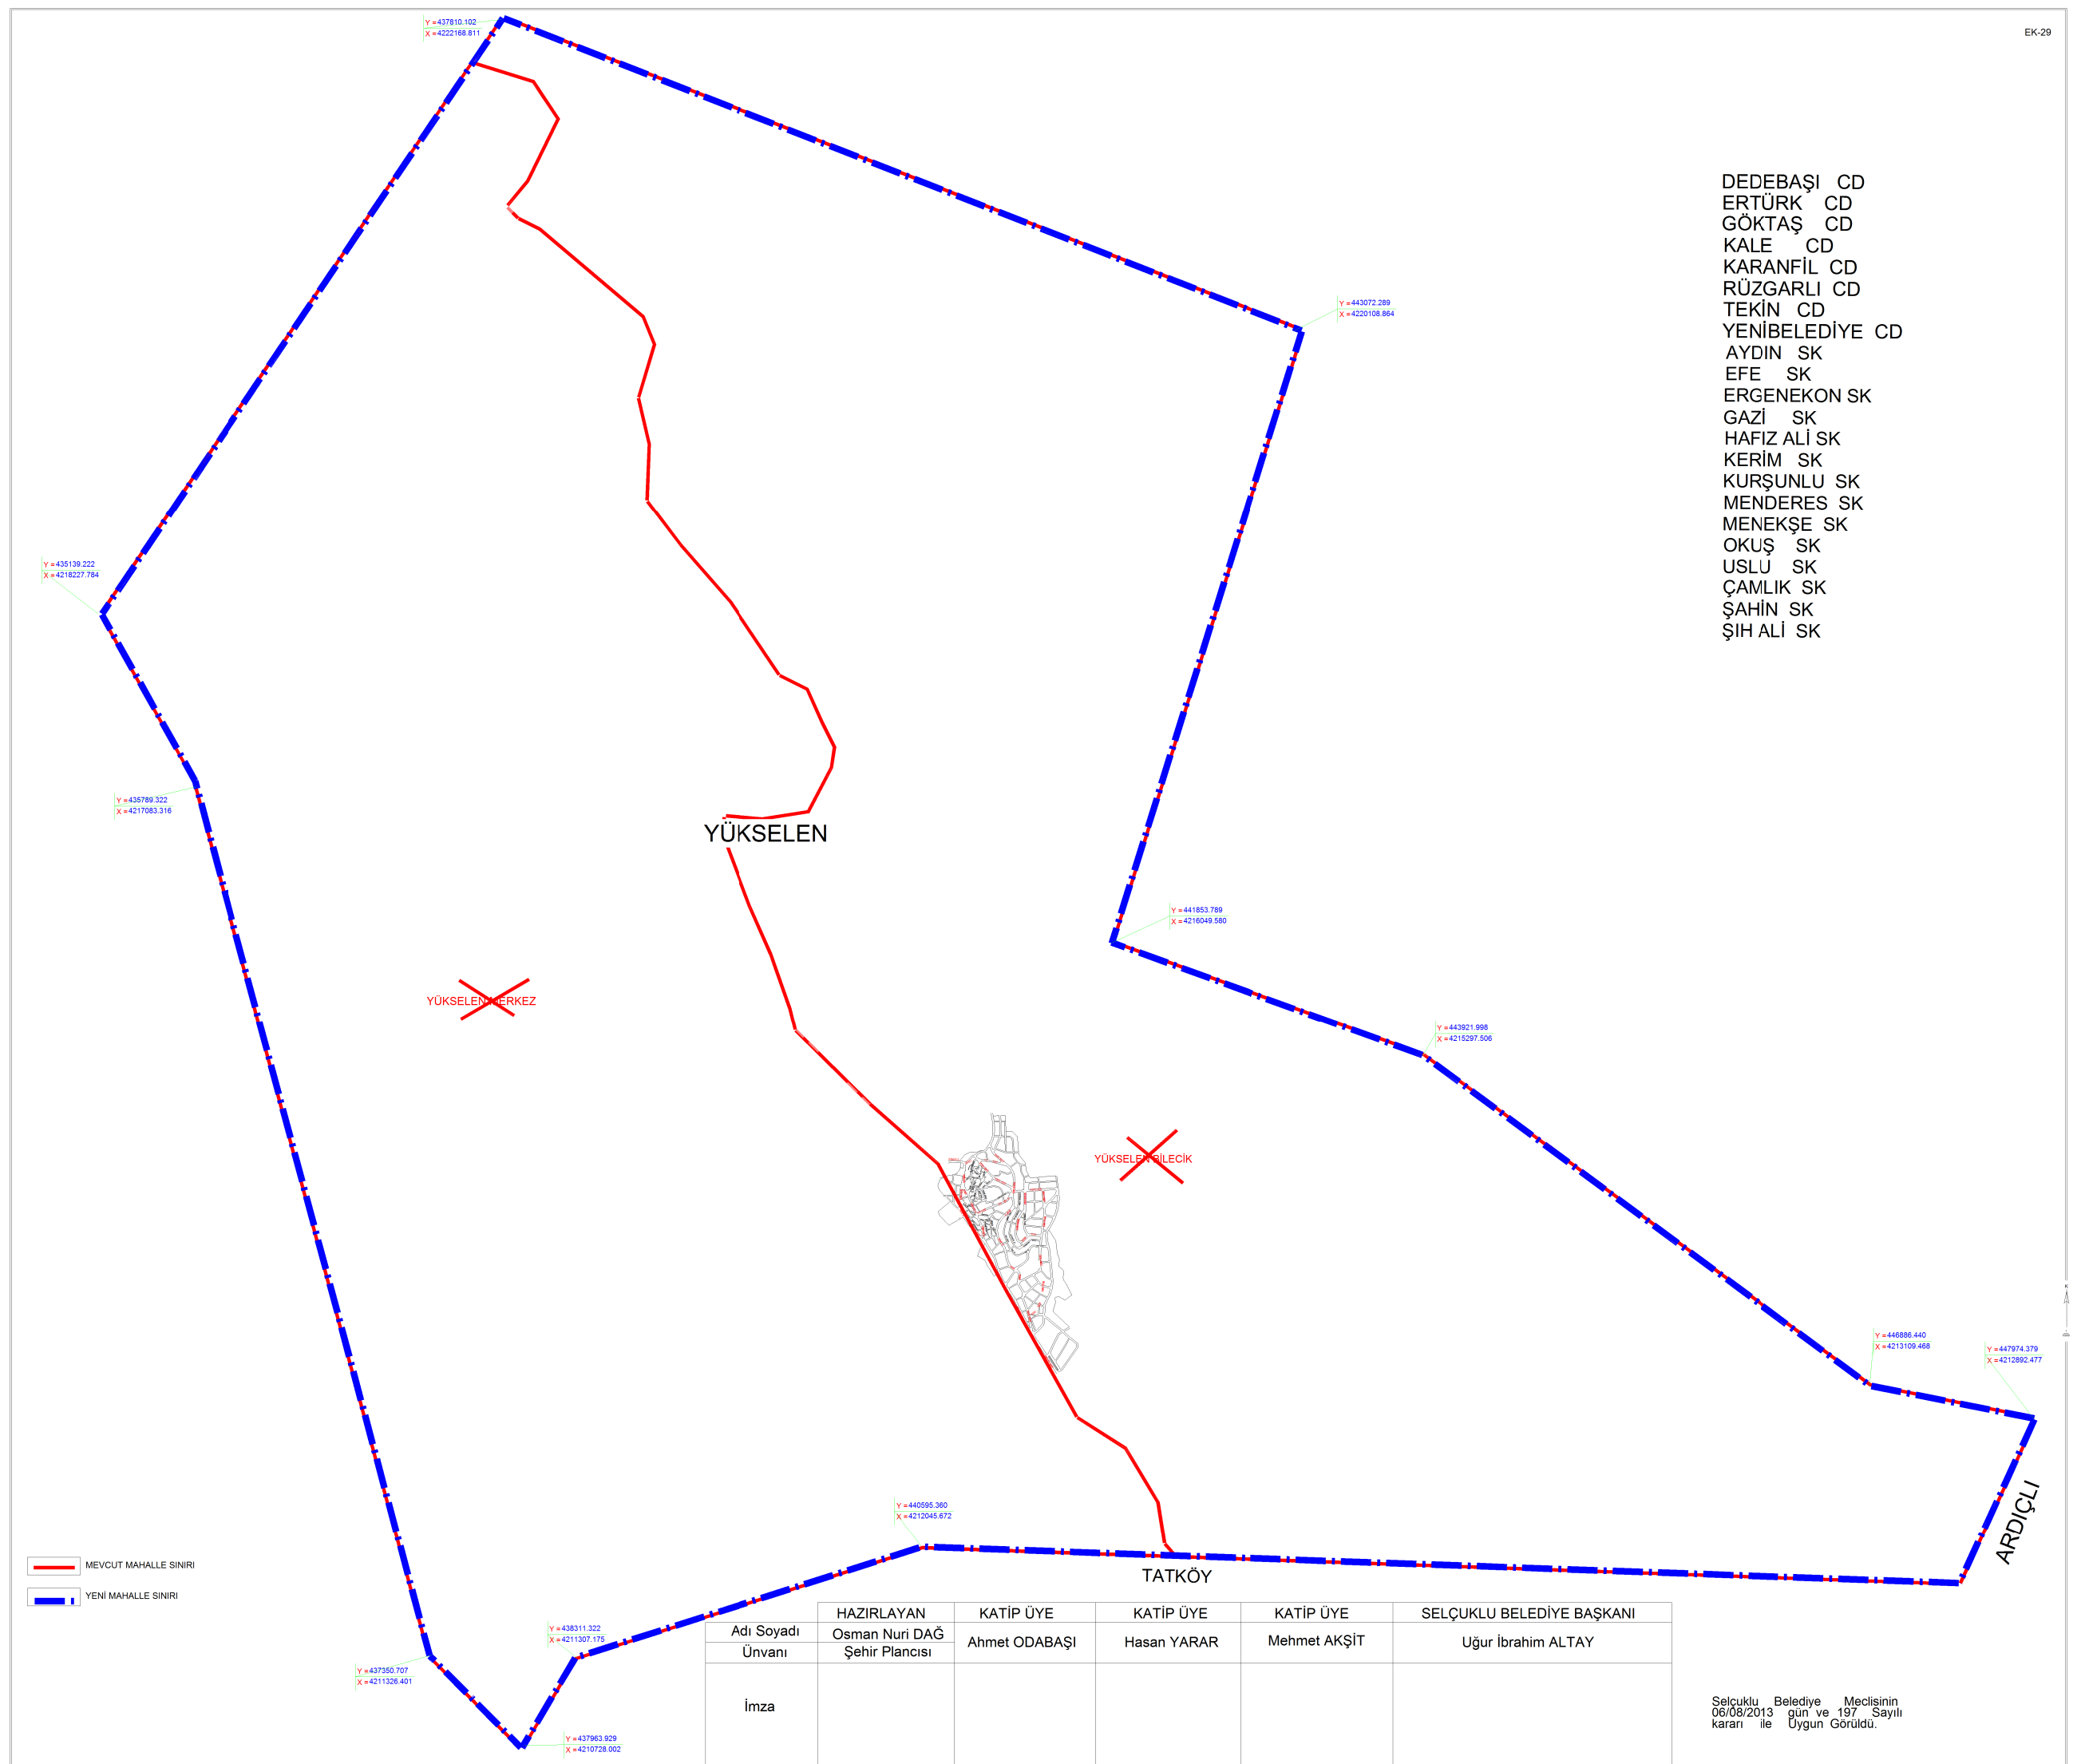 Y = 437810.102
X = 4222168.811
EK-29
DEDEBAŞI CD
ERTÜRK CD
GÖKTAŞ CD
KALE CD
KARANFİL CD
RÜZGARLI CD
TEKİN CD
YENİBELEDİYE CD
AYDIN SK
EFE SK
ERGENEKON SK
GAZİ SK
HAFIZ ALİ SK
KERİM SK
KURŞUNLU SK
MENDERES SK
MENEKŞE SK
OKUŞ SK
USLU SK
ÇAMLIK SK
ŞAHİN SK
ŞIH ALİ SK
Y = 443072.289
X = 4220108.864
Y = 435139.222
X = 4218227.784
Y = 435789.322
X = 4217083.316
YÜKSELEN
Y = 441853.789
X = 4216049.580
YÜKSELEN MERKEZ
Y = 443921.998
X = 4215297.506
YÜKSELEN BİLECİK
Y = 446886.440
X = 4213109.468
Y = 447974.379
X = 4212892.477
ARDIÇLI
Y = 440595.360
X = 4212045.672
TATKÖY
MEVCUT MAHALLE SINIRI
YENİ MAHALLE SINIRI
Y = 438311.322
X = 4211307.175
Y = 437350.707
X = 4211326.401
Y = 437963.929
X = 4210728.002
HAZIRLAYAN KATİP ÜYE KATİP ÜYE KATİP ÜYE SELÇUKLU BELEDİYE BAŞKANI
Adı Soyadı Osman Nuri DAĞ Ahmet ODABAŞI Hasan YARAR Mehmet AKŞİT Uğur İbrahim ALTAY
Ünvanı Şehir Plancısı
İmza
Selçuklu Belediye Meclisinin
06/08/2013 gün ve 197 Sayılı
kararı ile Uygun Görüldü.